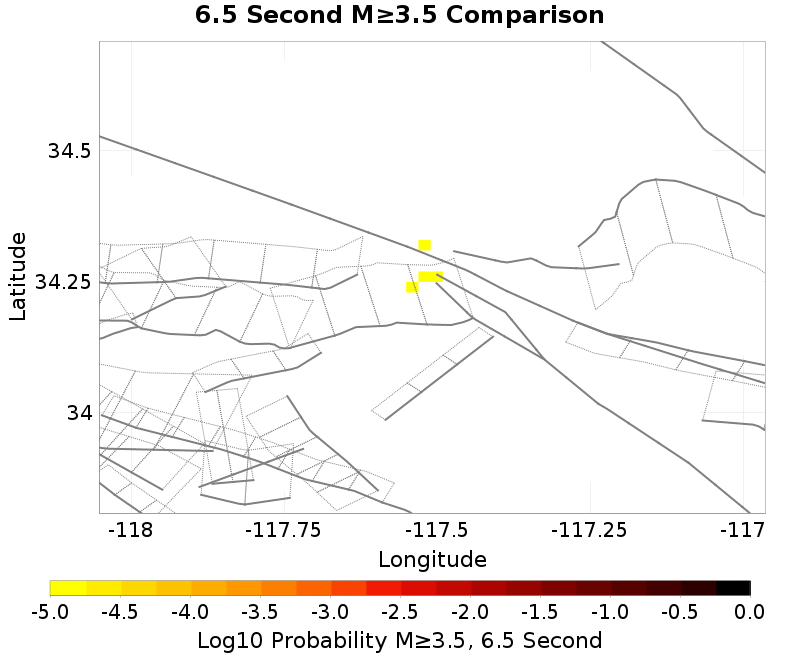 6.5 Second M≥3.5 Comparison
Latitude
34.5
34.25
34
-118 -117.75 -117.5 -117.25 -117
Longitude
-5.0 -4.5 -4.0 -3.5 -3.0 -2.5 -2.0 -1.5 -1.0 -0.5 0.0
Log10 Probability M≥3.5, 6.5 Second